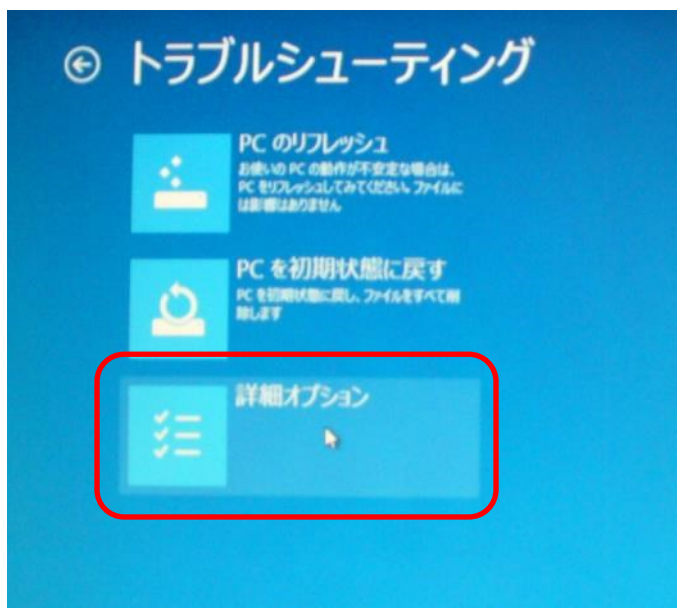 トラブルシューティング
PC のリフレッシュ
お使いの PC の動作が不安定な場合は、
PC をリフレッシュしてみてください。ファイルに
は影響はありません
PC を初期状態に戻す
PC を初期状態に戻し、ファイルをすべて削
除します
詳細オプション